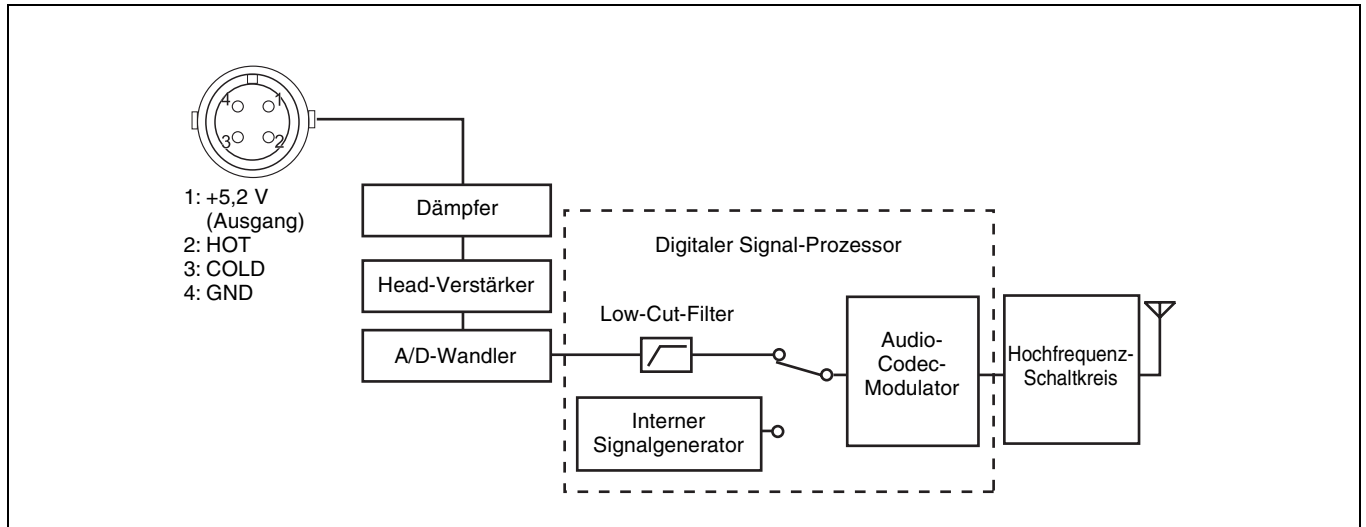 4
1
3
2
1: +5,2 V
(Ausgang)
2: HOT
3: COLD
4: GND
Dämpfer
Head-Verstärker
A/D-Wandler
Digitaler Signal-Prozessor
Low-Cut-Filter
Interner
Signalgenerator
Audio-
Codec-
Modulator
Hochfrequenz-
Schaltkreis